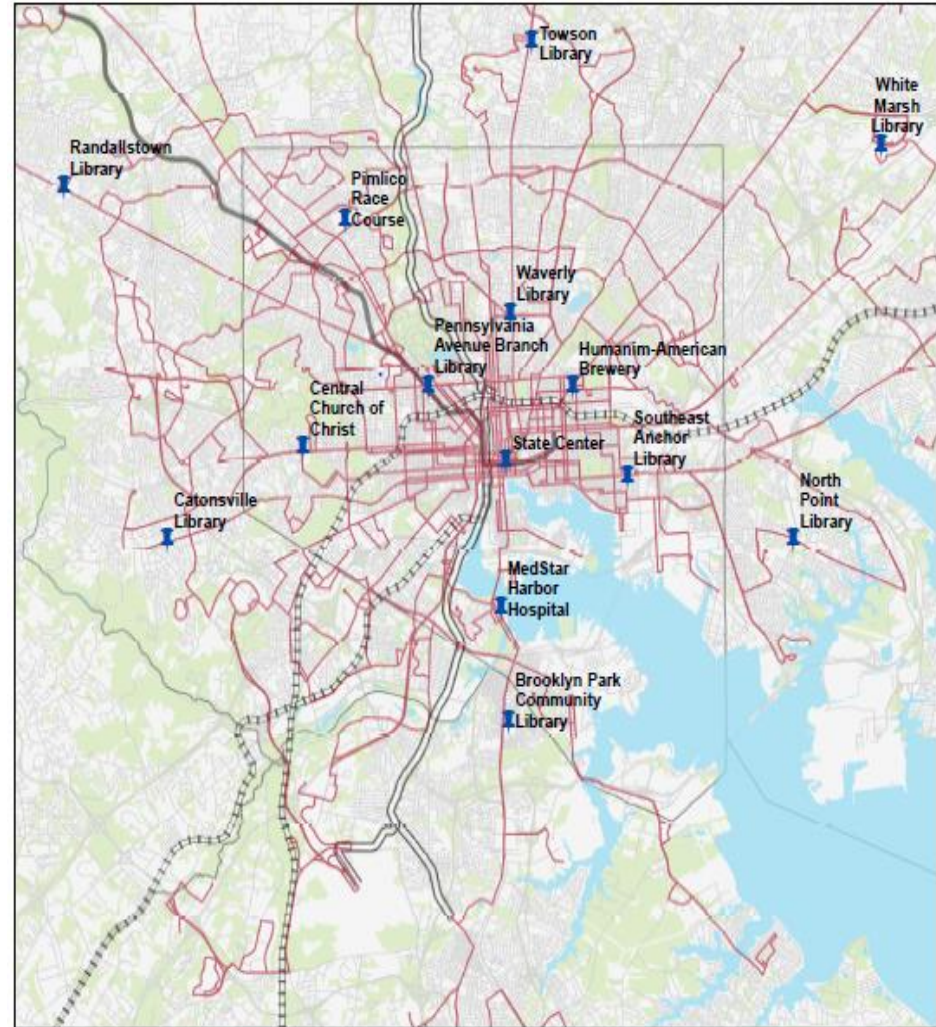 Towson
Library
White
Marsh
Library
Randallstown
Library
Pimlico
Race
Course
Waverly
Library
Pennsylvania
Avenue Branch
Library
Humanim-American
Brewery
Central
Church of
Christ
Southeast
Anchor
Library
State Center
North
Point
Library
Catonsville
Library
MedStar
Harbor
Hospital
Brooklyn Park
Community
Library